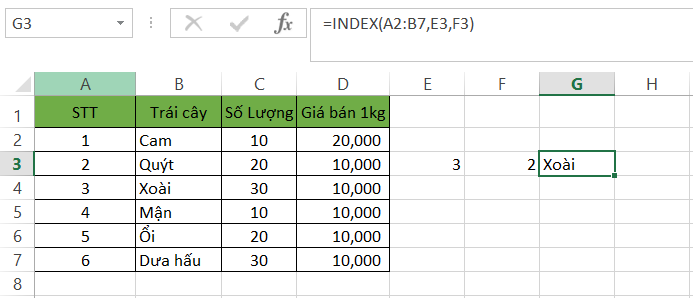 G3 fx =INDEX(A2:B7,E3,F3)
A B C D E F G H
1 STT Trái cây Số Lượng Giá bán 1kg
2 1 Cam 10 20,000
3 2 Quýt 20 10,000 3 2 Xoài
4 3 Xoài 30 10,000
5 4 Mận 10 10,000
6 5 Ổi 20 10,000
7 6 Dưa hấu 30 10,000
8